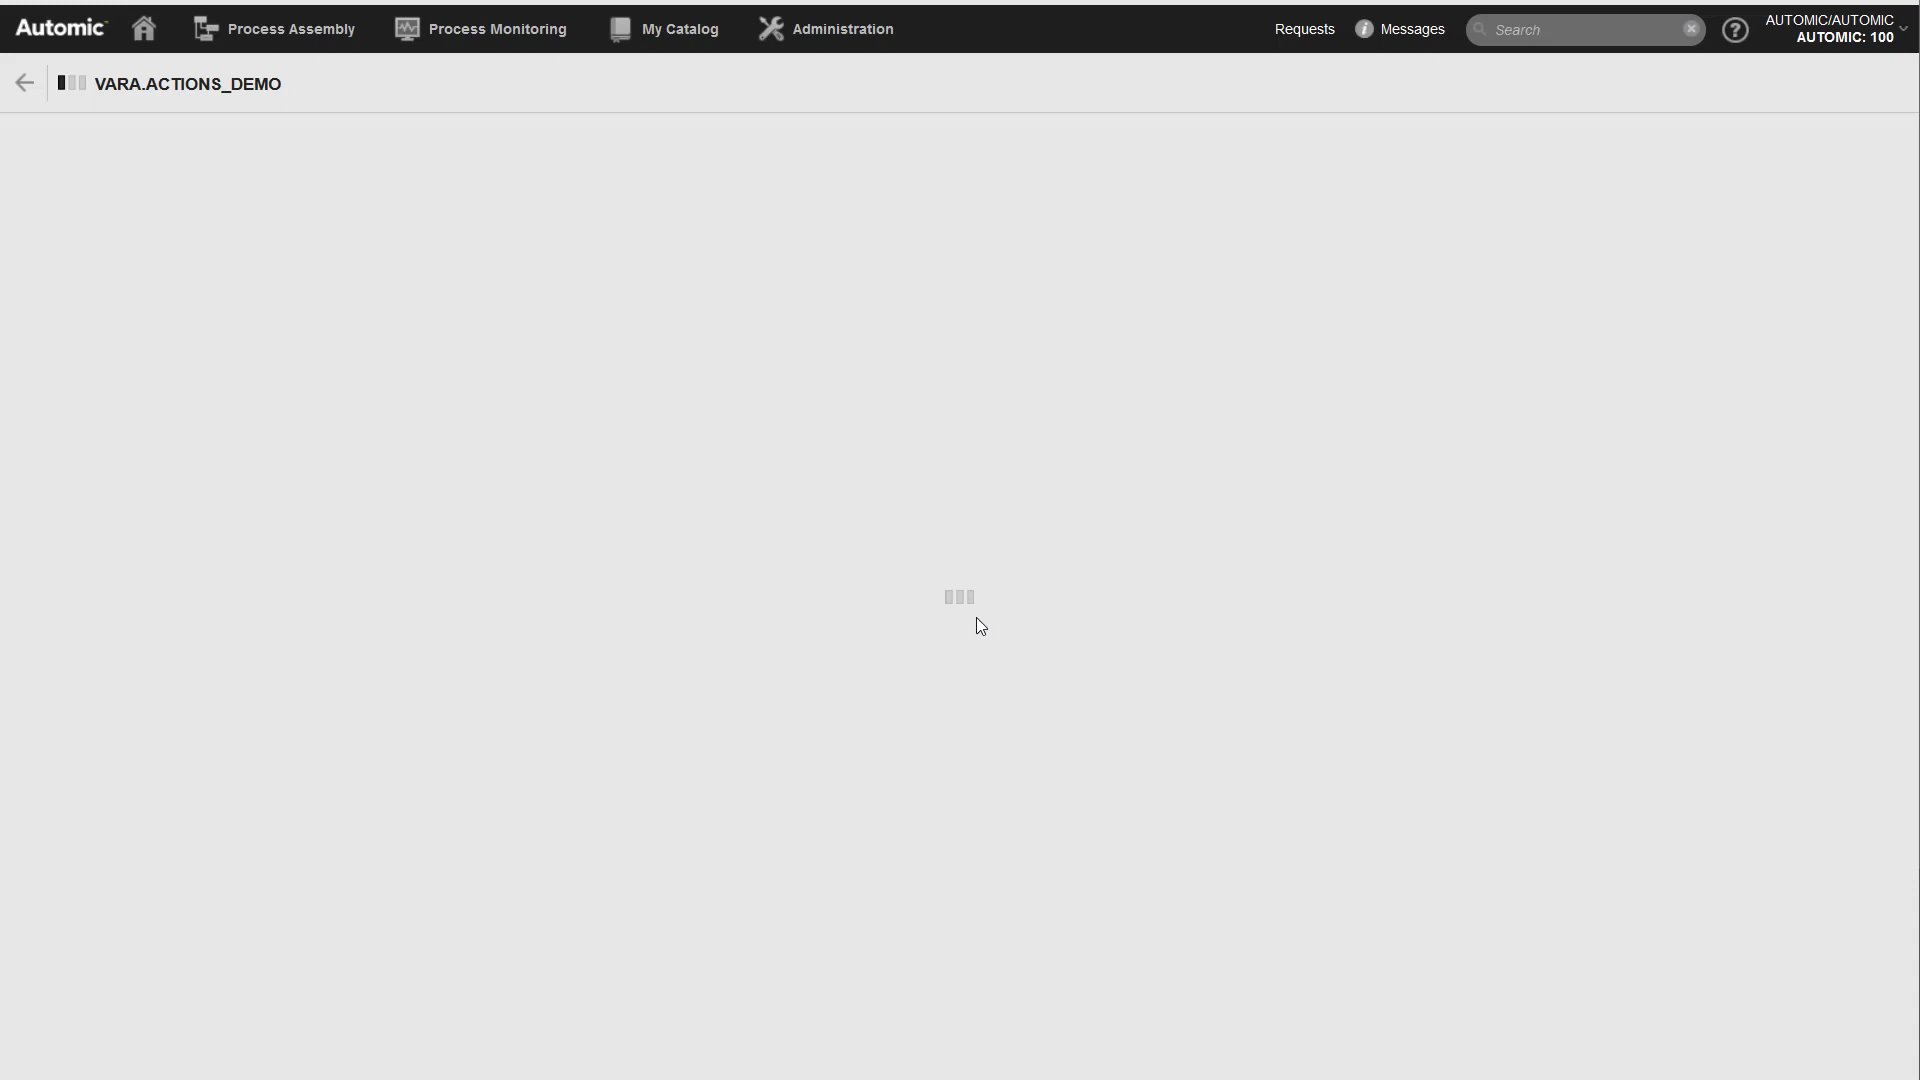 Automic Process Assembly Process Monitoring My Catalog Administration Requests Messages Search AUTOMIC/AUTOMIC
AUTOMIC: 100
VARA.ACTIONS_DEMO